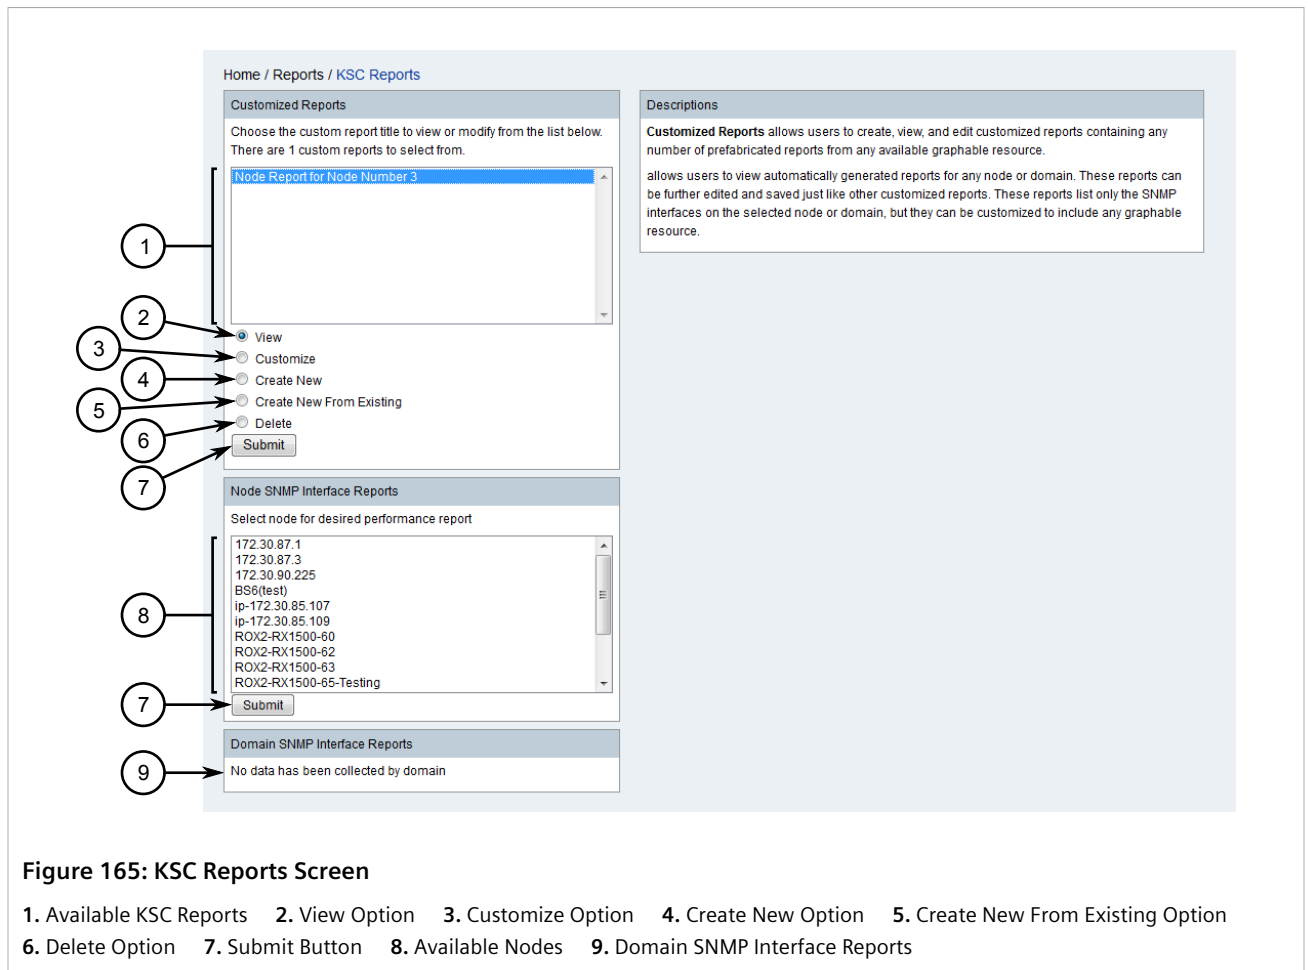 Home / Reports / KSC Reports
Customized Reports
Choose the custom report title to view or modify from the list below.
There are 1 custom reports to select from.
Node Report for Node Number 3
1
2
View
3
Customize
4
Create New
5
Create New From Existing
6
Delete
7
Submit
Descriptions
Customized Reports allows users to create, view, and edit customized reports containing any
number of prefabricated reports from any available graphable resource.
allows users to view automatically generated reports for any node or domain. These reports can
be further edited and saved just like other customized reports. These reports list only the SNMP
interfaces on the selected node or domain, but they can be customized to include any graphable
resource.
Node SNMP Interface Reports
Select node for desired performance report
172.30.87.1
172.30.87.3
172.30.90.225
BS6(test)
ip-172.30.85.107
ip-172.30.85.109
ROX2-RX1500-60
ROX2-RX1500-62
ROX2-RX1500-63
ROX2-RX1500-65-Testing
8
7
Submit
Domain SNMP Interface Reports
9
No data has been collected by domain
Figure 165: KSC Reports Screen
1. Available KSC Reports 2. View Option 3. Customize Option 4. Create New Option 5. Create New From Existing Option
6. Delete Option 7. Submit Button 8. Available Nodes 9. Domain SNMP Interface Reports